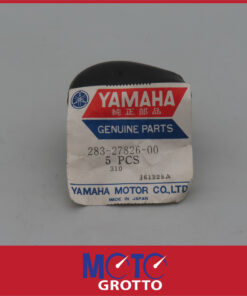 YAMAHA
純正部品
GENUINE PARTS
283-27826-00
5 PCS
310
J61225A
YAMAHA MOTOR CO.,LTD.
MADE IN JAPAN
MOTO
GROTTO